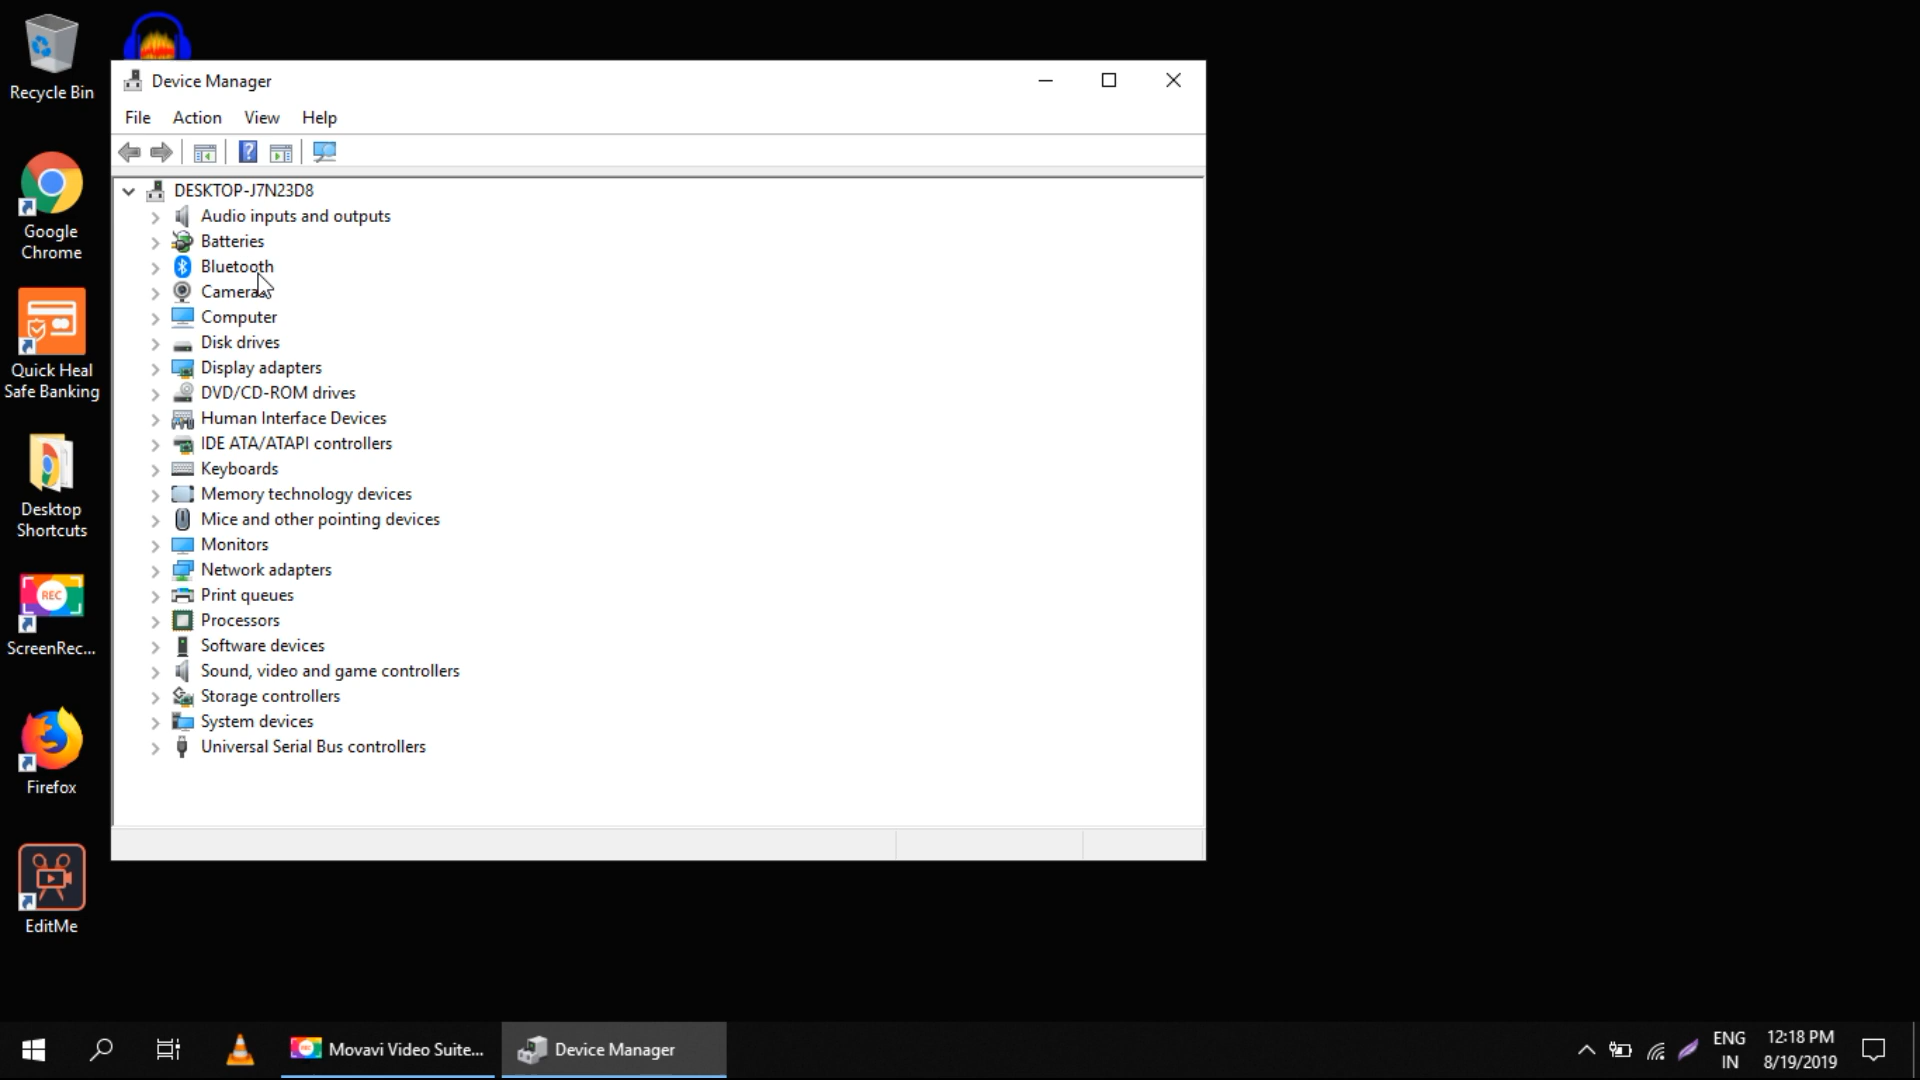 Recycle Bin
Google
Chrome
Quick Heal
Safe Banking
Desktop
Shortcuts
REC
ScreenRec...
Firefox
EditMe
Device Manager
File Action View Help
DESKTOP-J7N23D8
Audio inputs and outputs
Batteries
Bluetooth
Cameras
Computer
Disk drives
Display adapters
DVD/CD-ROM drives
Human Interface Devices
IDE ATA/ATAPI controllers
Keyboards
Memory technology devices
Mice and other pointing devices
Monitors
Network adapters
Print queues
Processors
Software devices
Sound, video and game controllers
Storage controllers
System devices
Universal Serial Bus controllers
REC Movavi Video Suite...
Device Manager
ENG
IN
12:18 PM
8/19/2019